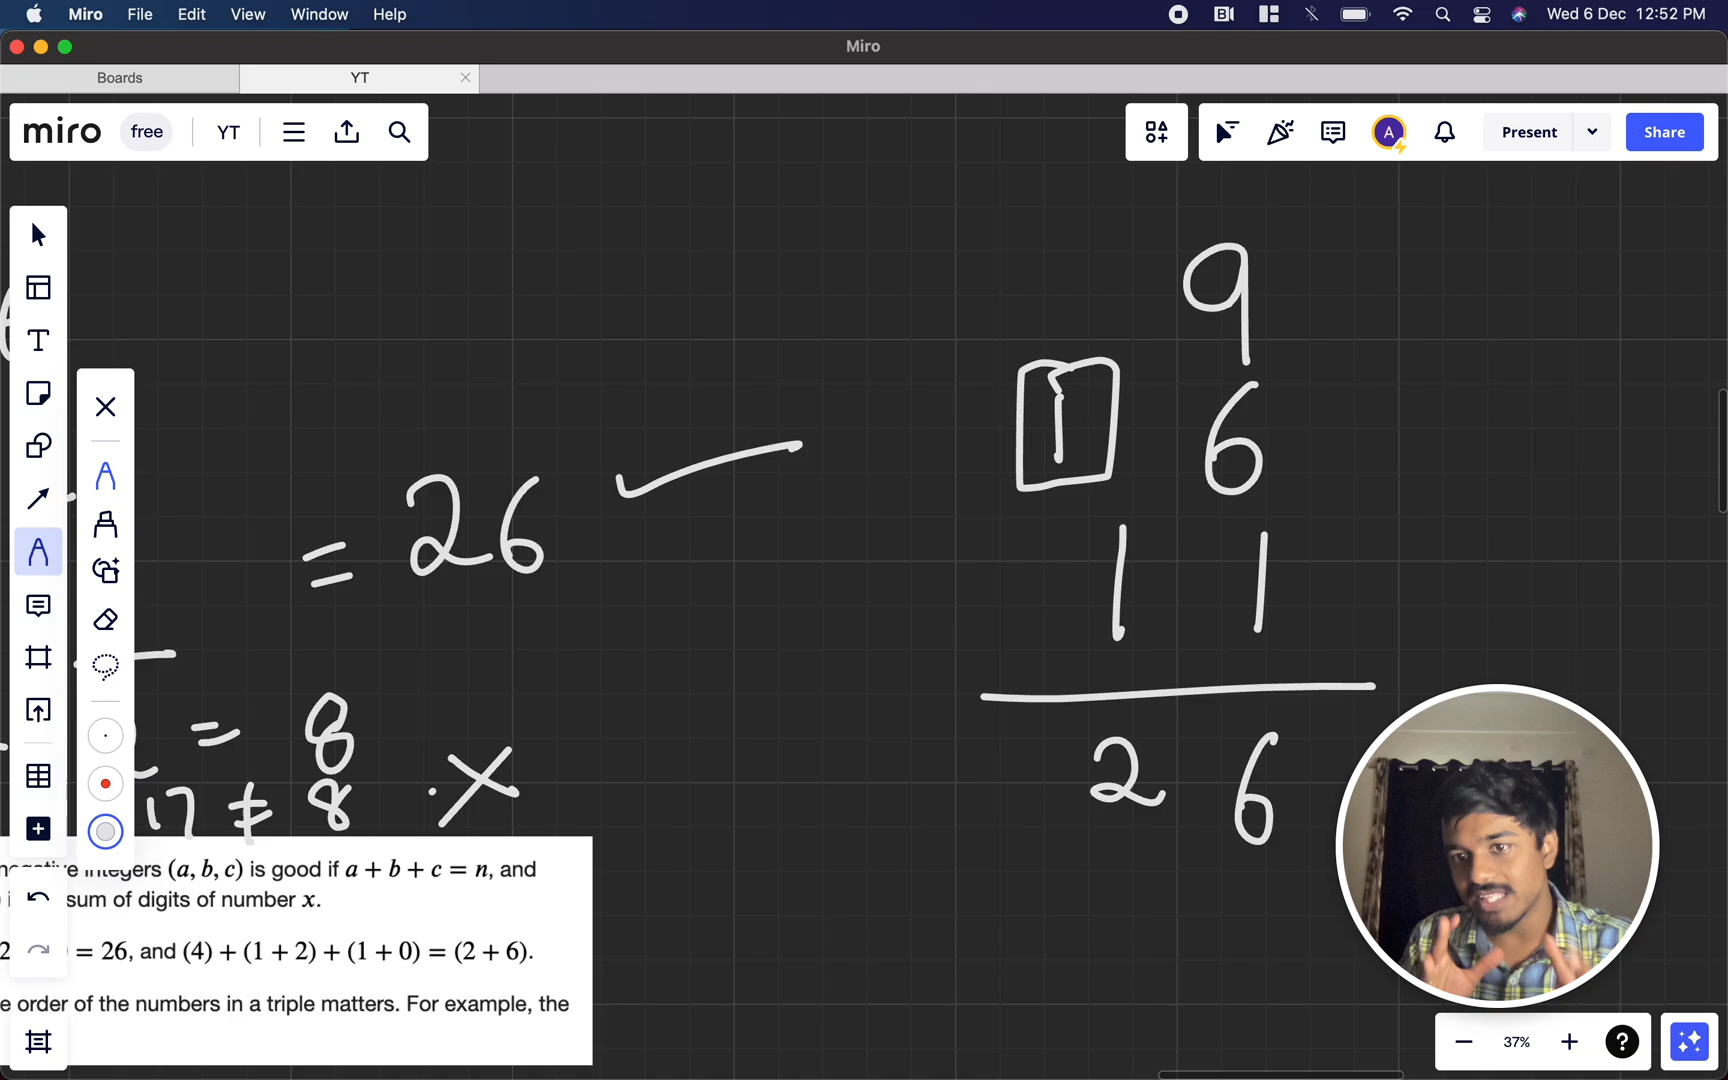 Miro File Edit View Window Help Wed 6 Dec 12:52 PM
Miro
Boards YT
miro free YT Present Share
A
9
1 6
= 26
1 1
= 8
2 6
17 ≠ 8 . X
integers (a, b, c) is good if a + b + c = n, and
sum of digits of number x.
= 26, and (4) + (1 + 2) + (1 + 0) = (2 + 6).
e order of the numbers in a triple matters. For example, the
37%